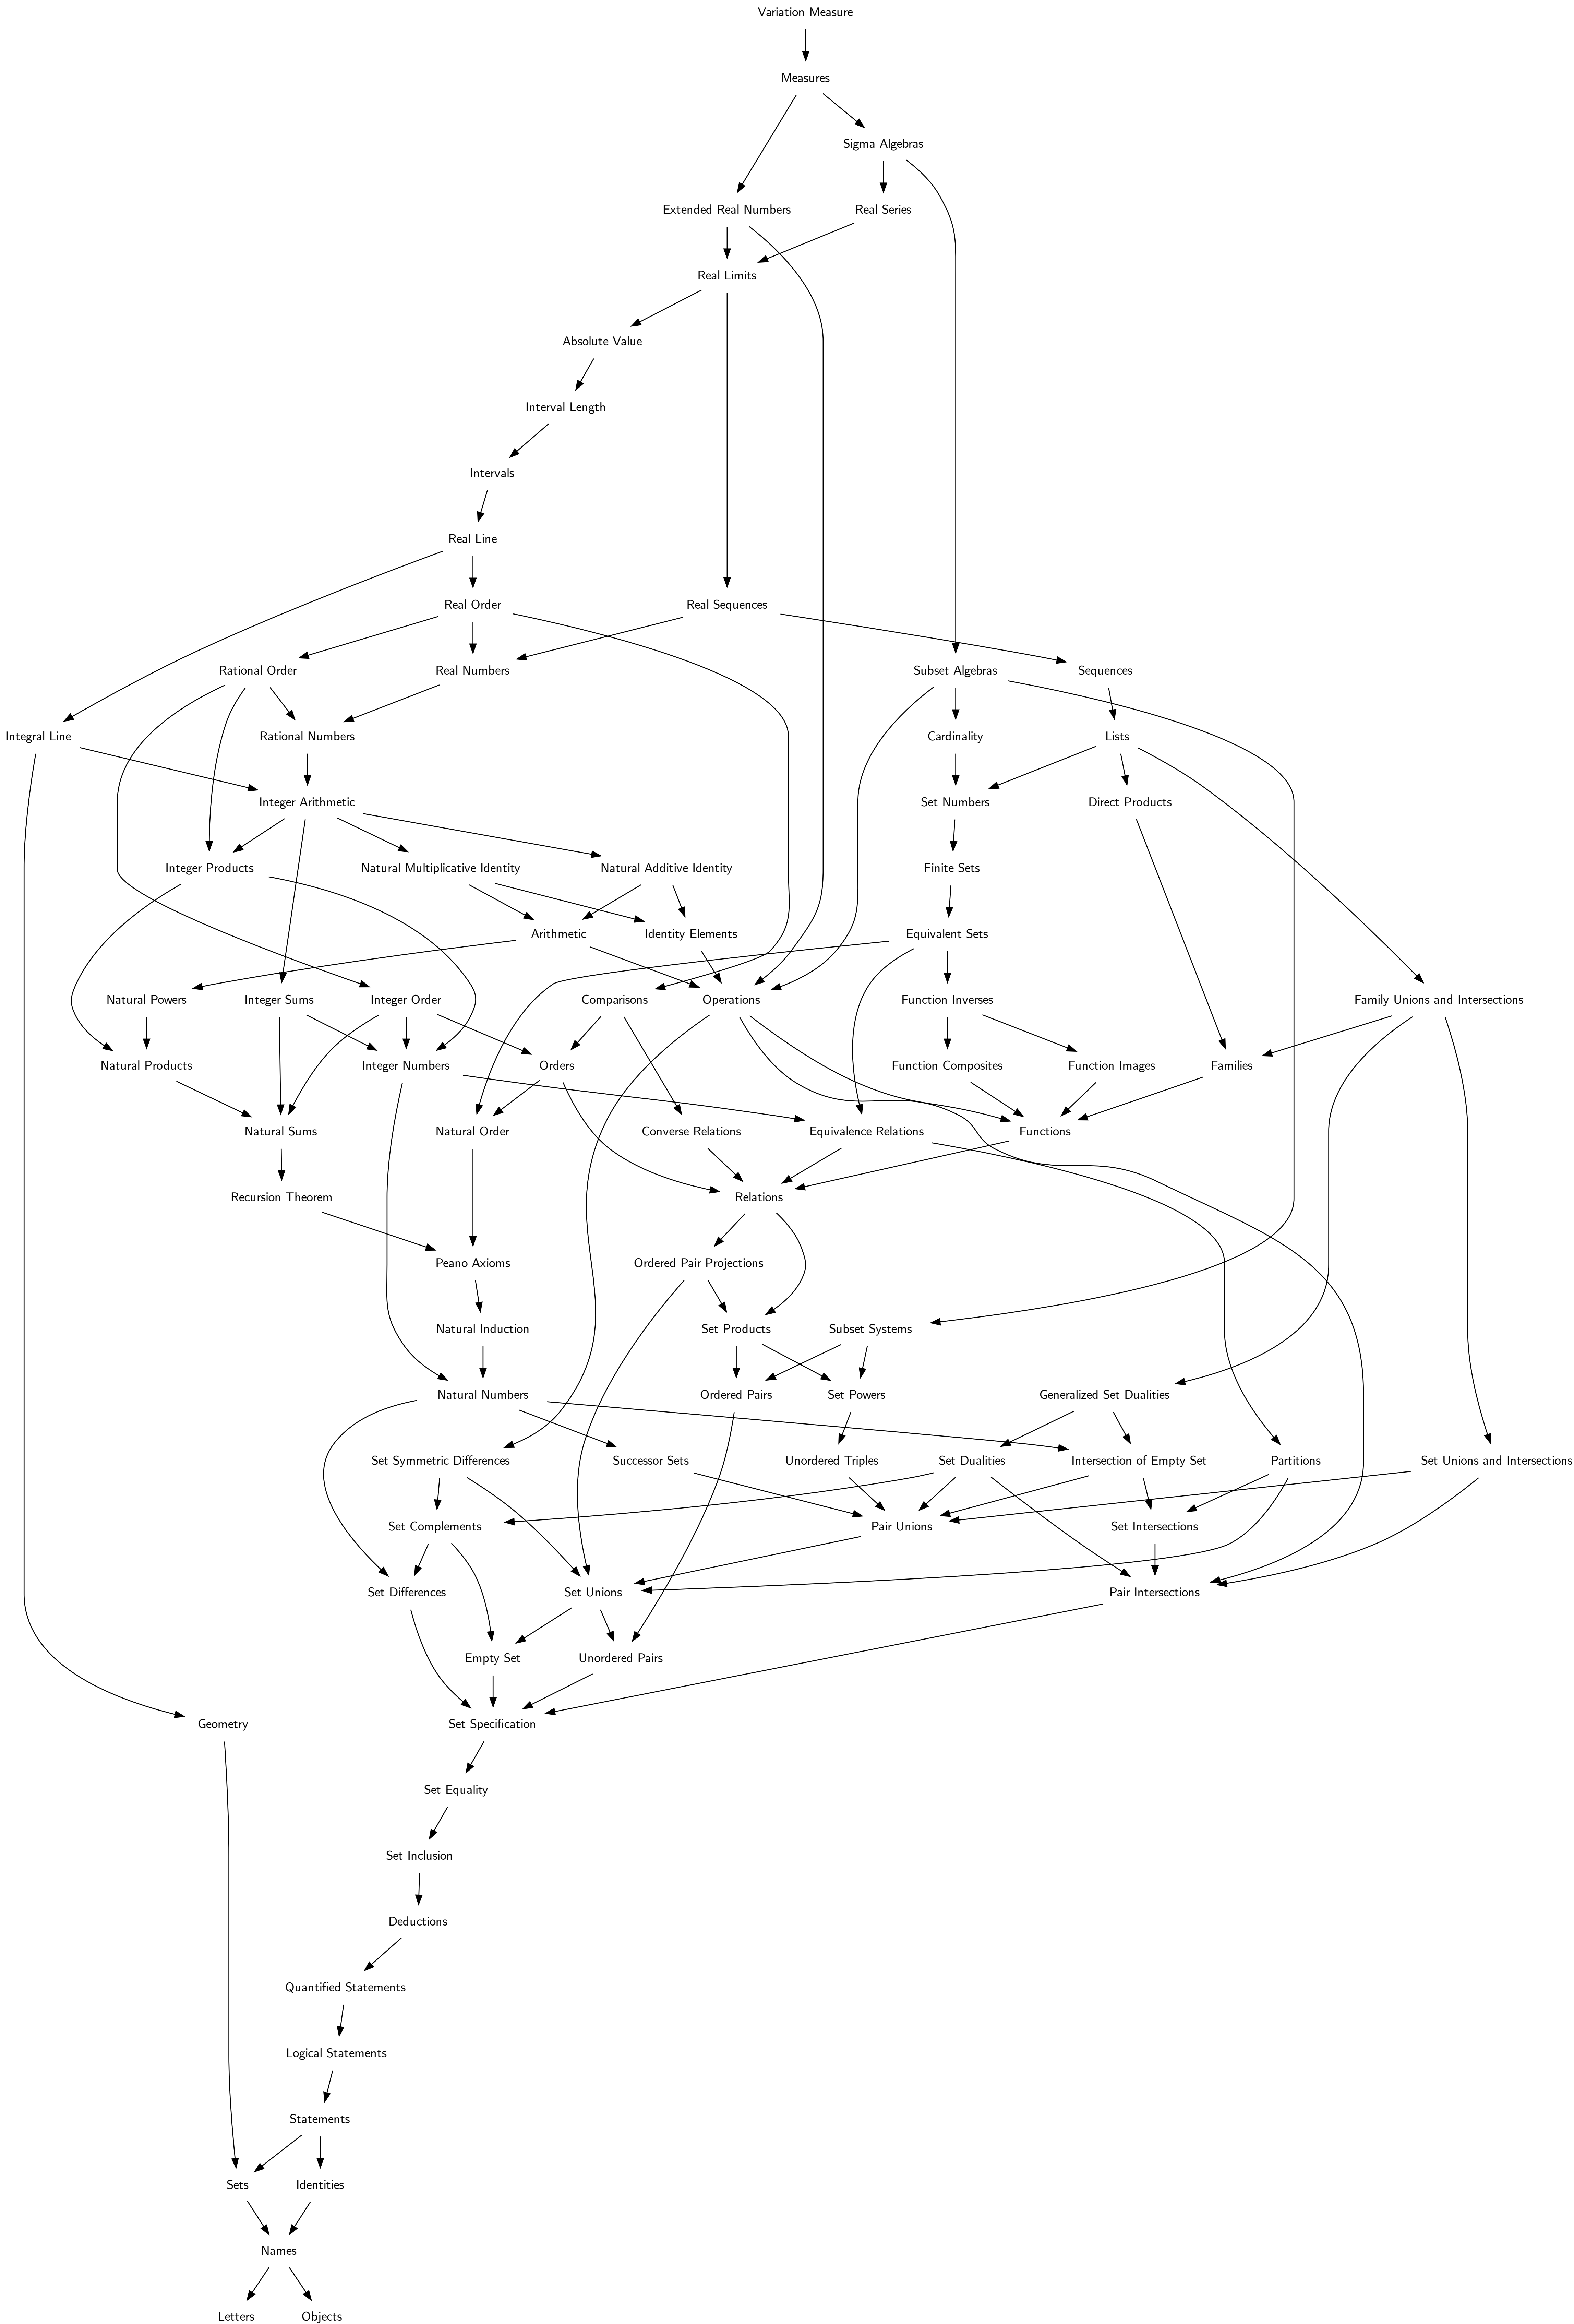 Variation Measure
Measures
Sigma Algebras
Extended Real Numbers
Real Series
Real Limits
Absolute Value
Interval Length
Intervals
Real Line
Real Order
Real Sequences
Rational Order
Real Numbers
Subset Algebras
Sequences
Integral Line
Rational Numbers
Cardinality
Lists
Integer Arithmetic
Set Numbers
Direct Products
Integer Products
Natural Multiplicative Identity
Natural Additive Identity
Finite Sets
Arithmetic
Identity Elements
Equivalent Sets
Natural Powers
Integer Sums
Integer Order
Comparisons
Operations
Function Inverses
Family Unions and Intersections
Natural Products
Integer Numbers
Orders
Function Composites
Function Images
Families
Natural Sums
Natural Order
Converse Relations
Equivalence Relations
Functions
Recursion Theorem
Relations
Peano Axioms
Ordered Pair Projections
Natural Induction
Set Products
Subset Systems
Natural Numbers
Ordered Pairs
Set Powers
Generalized Set Dualities
Set Symmetric Differences
Successor Sets
Unordered Triples
Set Dualities
Intersection of Empty Set
Partitions
Set Unions and Intersections
Set Complements
Pair Unions
Set Intersections
Set Differences
Set Unions
Pair Intersections
Empty Set
Unordered Pairs
Geometry
Set Specification
Set Equality
Set Inclusion
Deductions
Quantified Statements
Logical Statements
Statements
Sets
Identities
Names
Letters
Objects